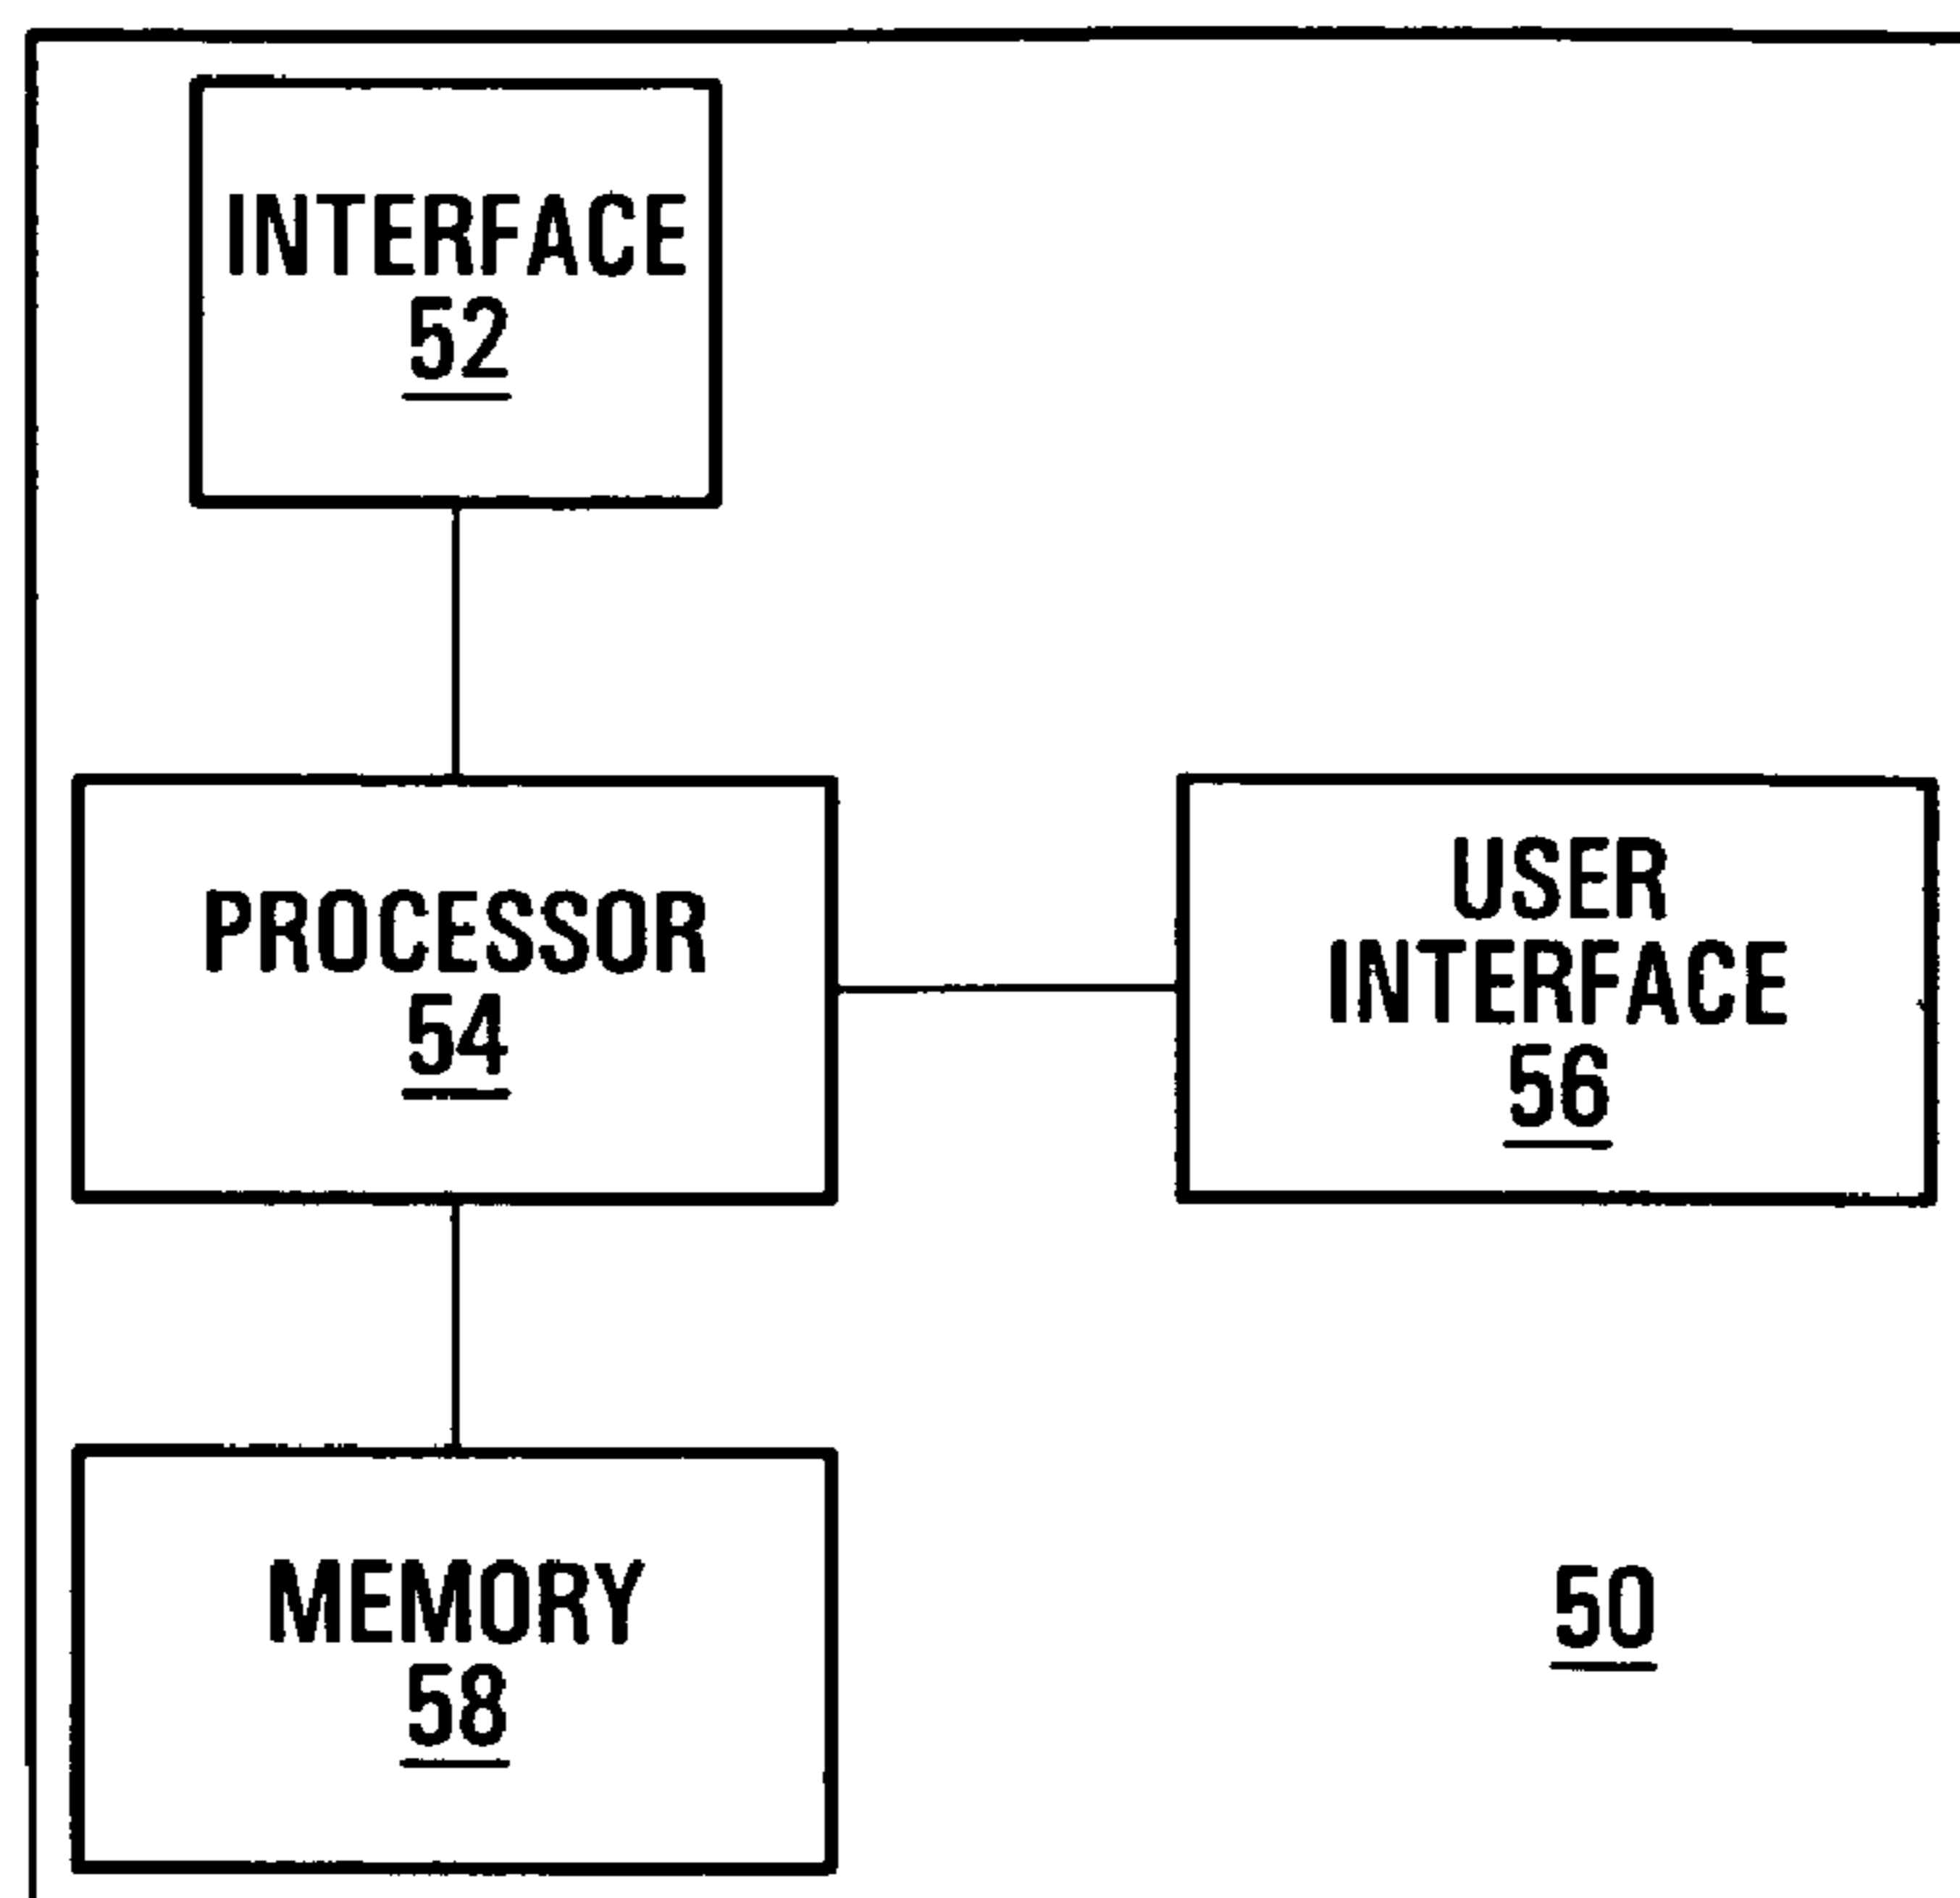 INTERFACE
52
PROCESSOR
54
USER
INTERFACE
56
MEMORY
58
50